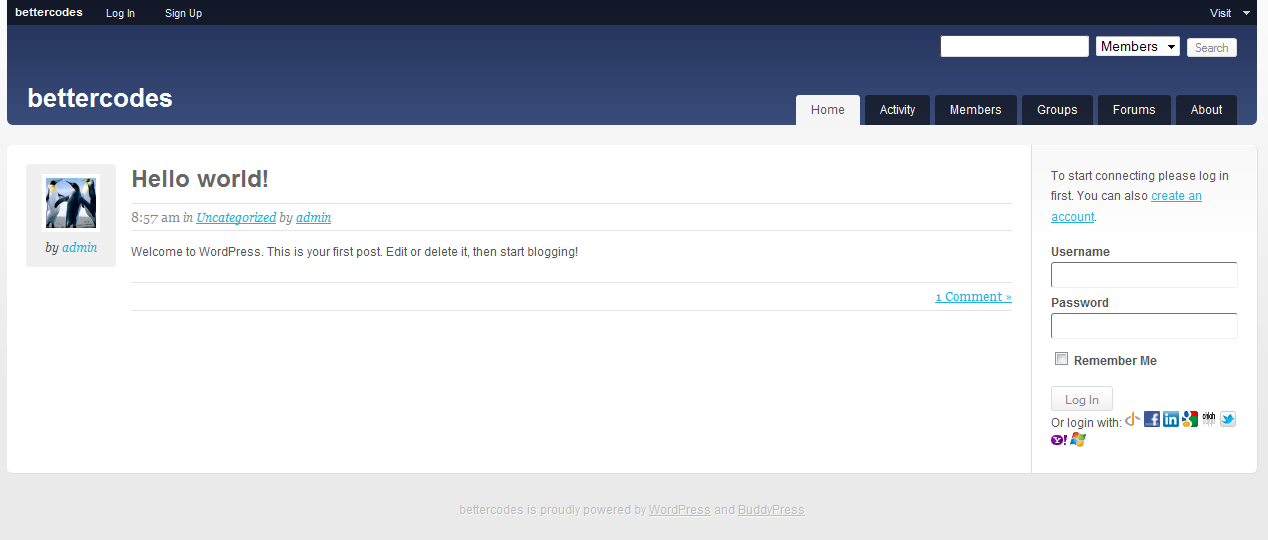 bettercodes Log In Sign Up Visit
Members Search
bettercodes
Home Activity Members Groups Forums About
Hello world!
8:57 am in Uncategorized by admin
by admin
Welcome to WordPress. This is your first post. Edit or delete it, then start blogging!
1 Comment »
To start connecting please log in
first. You can also create an
account.
Username
Password
Remember Me
Log In
Or login with:
bettercodes is proudly powered by WordPress and BuddyPress